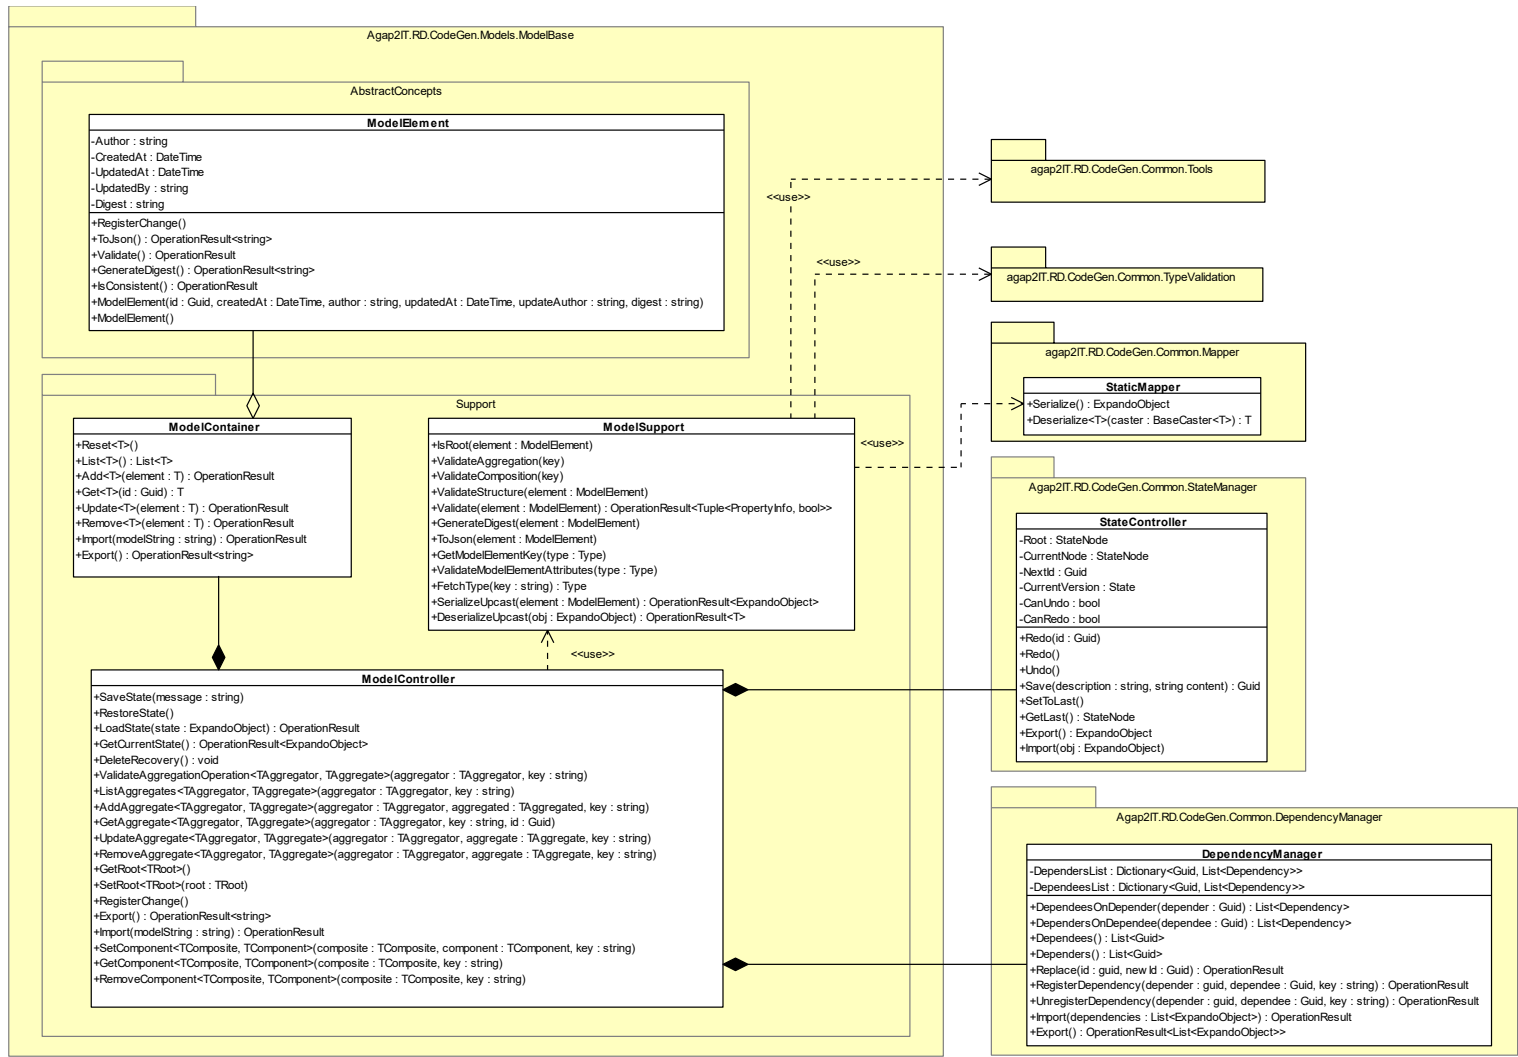 Agap2IT.RD.CodeGen.Models.ModelBase
AbstractConcepts
ModelElement
-Author : string
-CreatedAt : DateTime
-UpdatedAt : DateTime
-UpdatedBy : string
-Digest : string
+RegisterChange()
+ToJson() : OperationResult<string>
+Validate() : OperationResult
+GenerateDigest() : OperationResult<string>
+IsConsistent() : OperationResult
+ModelElement(id : Guid, createdAt : DateTime, author : string, updatedAt : DateTime, updateAuthor : string, digest : string)
+ModelElement()
Support
ModelContainer
+Reset<T>()
+List<T>() : List<T>
+Add<T>(element : T) : OperationResult
+Get<T>(id : Guid) : T
+Update<T>(element : T) : OperationResult
+Remove<T>(element : T) : OperationResult
+Import(modelString : string) : OperationResult
+Export() : OperationResult<string>
ModelSupport
+IsRoot(element : ModelElement)
+ValidateAggregation(key)
+ValidateComposition(key)
+ValidateStructure(element : ModelElement)
+Validate(element : ModelElement) : OperationResult<Tuple<PropertyInfo, bool>>
+GenerateDigest(element : ModelElement)
+ToJson(element : ModelElement)
+GetModelElementKey(type : Type)
+ValidateModelElementAttributes(type : Type)
+FetchType(key : string) : Type
+SerializeUpcast(element : ModelElement) : OperationResult<ExpandoObject>
+DeserializeUpcast(obj : ExpandoObject) : OperationResult<T>
<<use>>
ModelController
+SaveState(message : string)
+RestoreState()
+LoadState(state : ExpandoObject) : OperationResult
+GetCurrentState() : OperationResult<ExpandoObject>
+DeleteRecovery() : void
+ValidateAggregationOperation<TAggregator, TAggregate>(aggregator : TAggregator, key : string)
+ListAggregates<TAggregator, TAggregate>(aggregator : TAggregator, key : string)
+AddAggregate<TAggregator, TAggregate>(aggregator : TAggregator, aggregated : TAggregated, key : string)
+GetAggregate<TAggregator, TAggregate>(aggregator : TAggregator, key : string, id : Guid)
+UpdateAggregate<TAggregator, TAggregate>(aggregator : TAggregator, aggregate : TAggregate, key : string)
+RemoveAggregate<TAggregator, TAggregate>(aggregator : TAggregator, aggregate : TAggregate, key : string)
+GetRoot<TRoot>()
+SetRoot<TRoot>(root : TRoot)
+RegisterChange()
+Export() : OperationResult<string>
+Import(modelString : string) : OperationResult
+SetComponent<TComposite, TComponent>(composite : TComposite, component : TComponent, key : string)
+GetComponent<TComposite, TComponent>(composite : TComposite, key : string)
+RemoveComponent<TComposite, TComponent>(composite : TComposite, key : string)
<<use>>
<<use>>
<<use>>
agap2IT.RD.CodeGen.Common.Tools
agap2IT.RD.CodeGen.Common.TypeValidation
agap2IT.RD.CodeGen.Common.Mapper
StaticMapper
+Serialize() : ExpandoObject
+Deserialize<T>(caster : BaseCaster<T>) : T
Agap2IT.RD.CodeGen.Common.StateManager
StateController
-Root : StateNode
-CurrentNode : StateNode
-NextId : Guid
-CurrentVersion : State
-CanUndo : bool
-CanRedo : bool
+Redo(id : Guid)
+Redo()
+Undo()
+Save(description : string, string content) : Guid
+SetToLast()
+GetLast() : StateNode
+Export() : ExpandoObject
+Import(obj : ExpandoObject)
Agap2IT.RD.CodeGen.Common.DependencyManager
DependencyManager
-DependersList : Dictionary<Guid, List<Dependency>>
-DependeesList : Dictionary<Guid, List<Dependency>>
+DependeesOnDepender(depender : Guid) : List<Dependency>
+DependersOnDependee(dependee : Guid) : List<Dependency>
+Dependees() : List<Guid>
+Dependers() : List<Guid>
+Replace(id : guid, newId : Guid) : OperationResult
+RegisterDependency(depender : guid, dependee : Guid, key : string) : OperationResult
+UnregisterDependency(depender : guid, dependee : Guid, key : string) : OperationResult
+Import(dependencies : List<ExpandoObject>) : OperationResult
+Export() : OperationResult<List<ExpandoObject>>